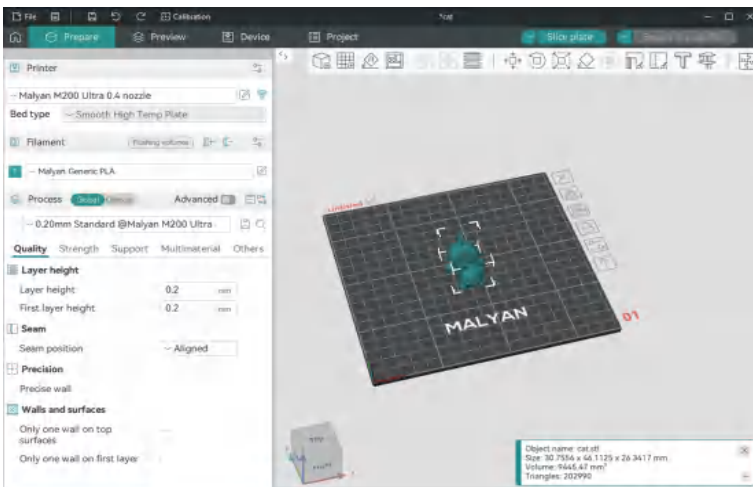 File
Calibration
*cat
Prepare
Preview
Device
Project
Slice plate
Printer
Malyan M200 Ultra 0.4 nozzle
Bed type
Smooth High Temp Plate
Filament
Flushing volumes
1
Malyan Generic PLA
Process
Global
Advanced
0.20mm Standard @Malyan M200 Ultra
Quality
Strength
Support
Multimaterial
Others
Layer height
Layer height
0.2
mm
First layer height
0.2
mm
Seam
Seam position
Aligned
Precision
Precise wall
Walls and surfaces
Only one wall on top
surfaces
Only one wall on first layer
Untitled
MALYAN
01
Object name: cat.stl
Size: 30.7556 x 46.1125 x 26.3417 mm
Volume: 9445.47 mm³
Triangles: 202990